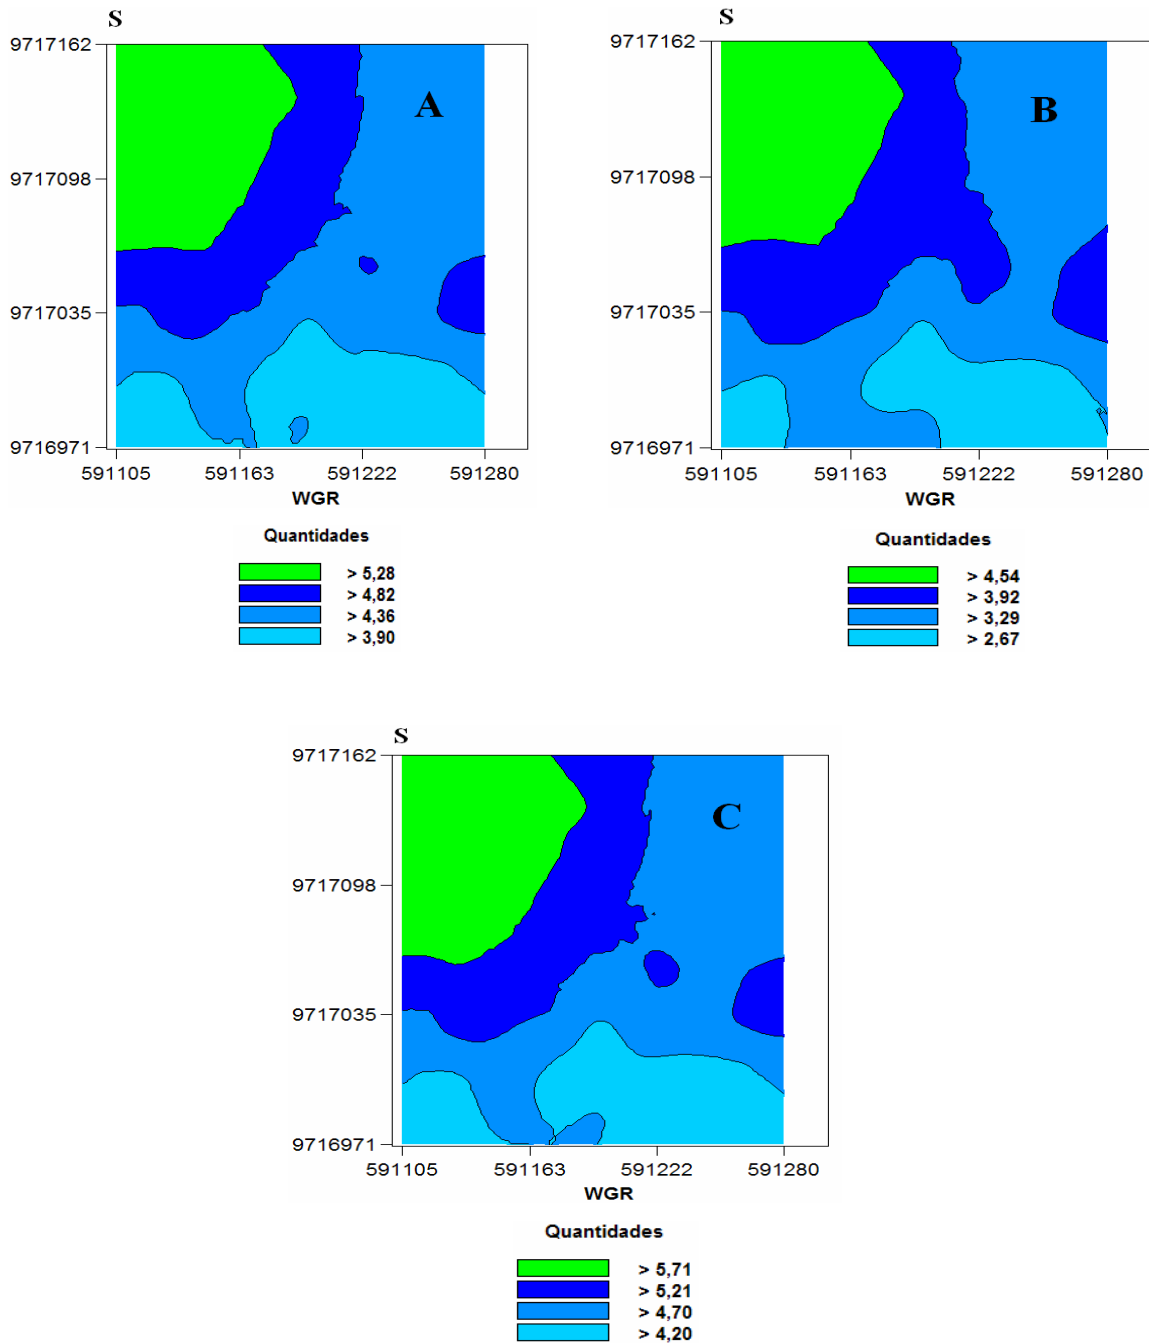 S
9717162
A
9717098
9717035
9716971
591105 591163 591222 591280
WGR
Quantidades
> 5,28
> 4,82
> 4,36
> 3,90
S
9717162
B
9717098
9717035
9716971
591105 591163 591222 591280
WGR
Quantidades
> 4,54
> 3,92
> 3,29
> 2,67
S
9717162
C
9717098
9717035
9716971
591105 591163 591222 591280
WGR
Quantidades
> 5,71
> 5,21
> 4,70
> 4,20